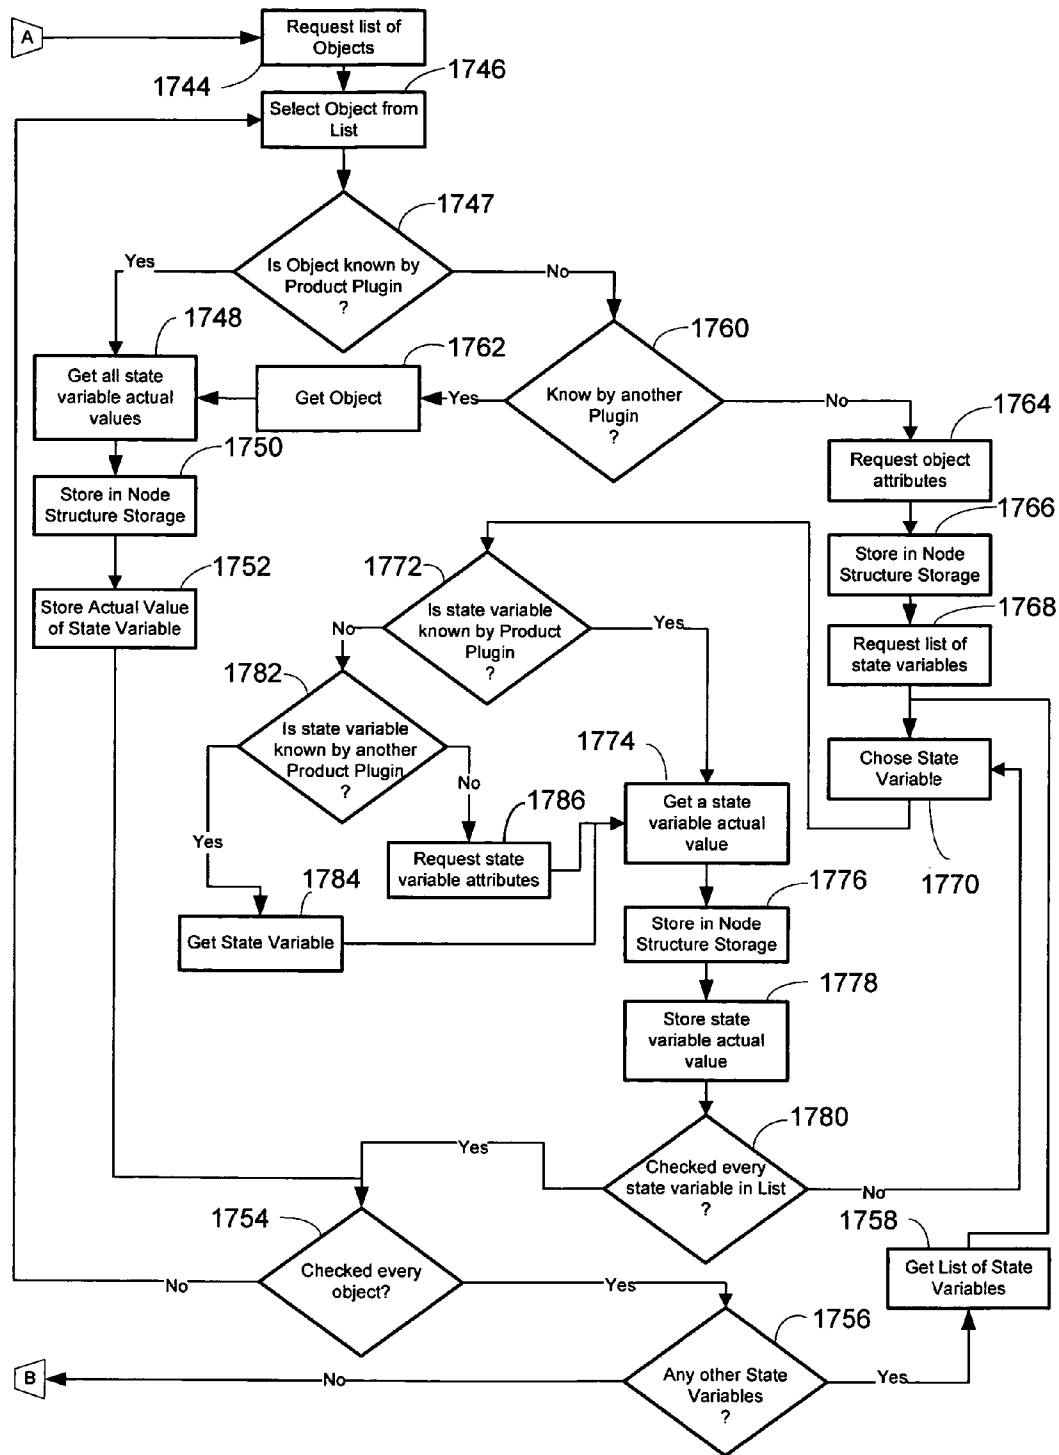 A
Request list of
Objects
1744
1746
Select Object from
List
1747
Is Object known by
Product Plugin
?
Yes
No
1748
Get all state
variable actual
values
1762
Get Object
Yes
1760
Know by another
Plugin
?
No
1764
Request object
attributes
1750
Store in Node
Structure Storage
1766
Store in Node
Structure Storage
1752
Store Actual Value
of State Variable
1772
Is state variable
known by Product
Plugin
?
No
Yes
1768
Request list of
state variables
1782
Is state variable
known by another
Product Plugin
?
Yes
No
1774
Get a state
variable actual
value
Chose State
Variable
1770
1786
Request state
variable attributes
1784
Get State Variable
1776
Store in Node
Structure Storage
1778
Store state
variable actual
value
1780
Checked every
state variable in List
?
Yes
No
1754
Checked every
object?
No
Yes
1758
Get List of State
Variables
1756
Any other State
Variables
?
Yes
No
B